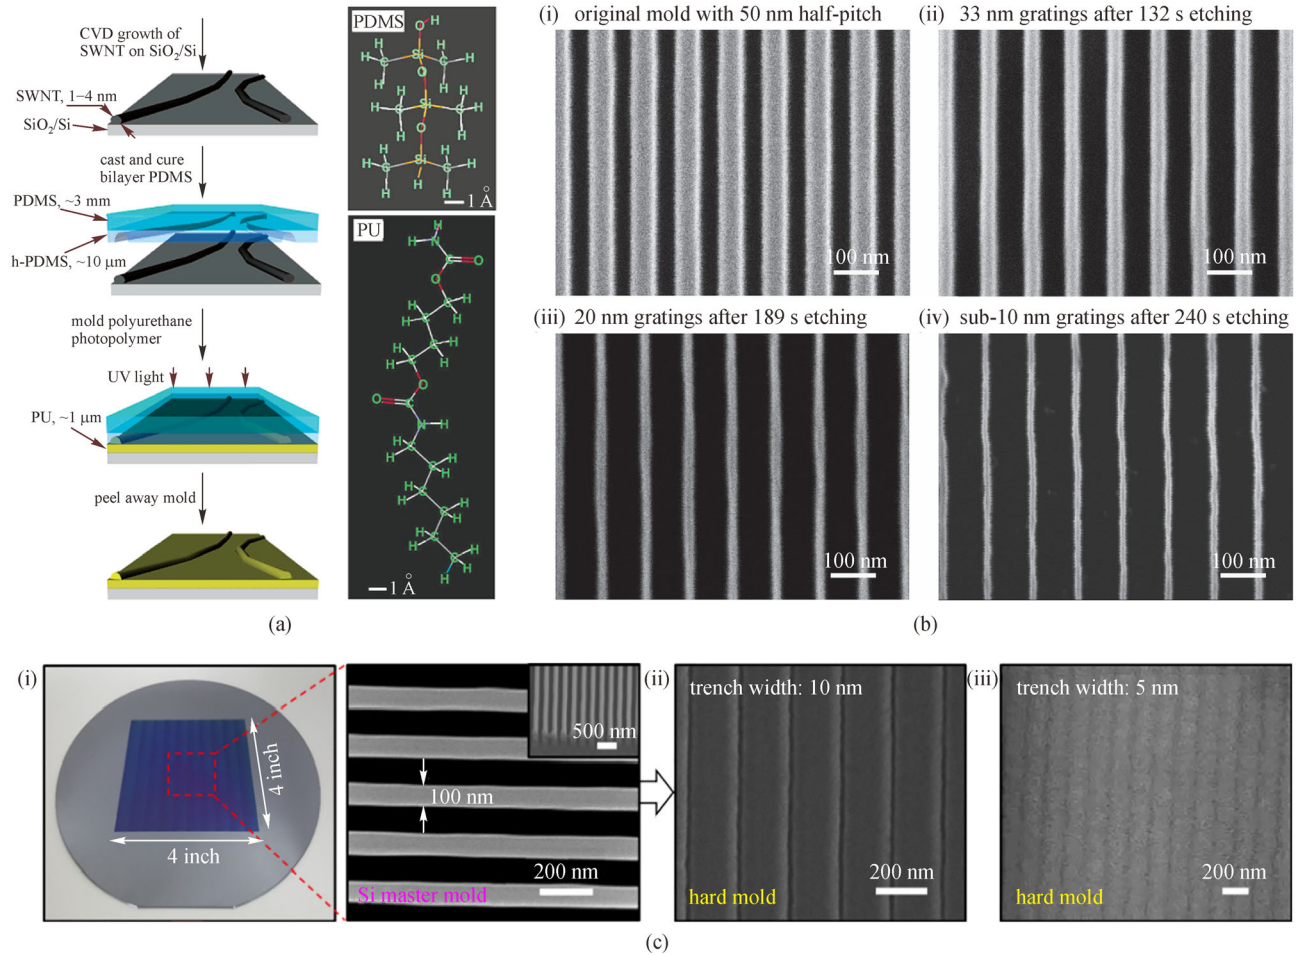 CVD growth of
SWNT on SiO2/Si
SWNT, 1−4 nm
SiO2/Si
cast and cure
bilayer PDMS
PDMS, ~3 mm
h-PDMS, ~10 μm
mold polyurethane
photopolymer
UV light
PU, ~1 μm
peel away mold
PDMS
1 Å
PU
1 Å
(a)
(i) original mold with 50 nm half-pitch
100 nm
(ii) 33 nm gratings after 132 s etching
100 nm
(iii) 20 nm gratings after 189 s etching
100 nm
(iv) sub-10 nm gratings after 240 s etching
100 nm
(b)
(i)
4 inch
4 inch
500 nm
100 nm
200 nm
Si master mold
(ii) trench width: 10 nm
200 nm
hard mold
(iii) trench width: 5 nm
200 nm
hard mold
(c)